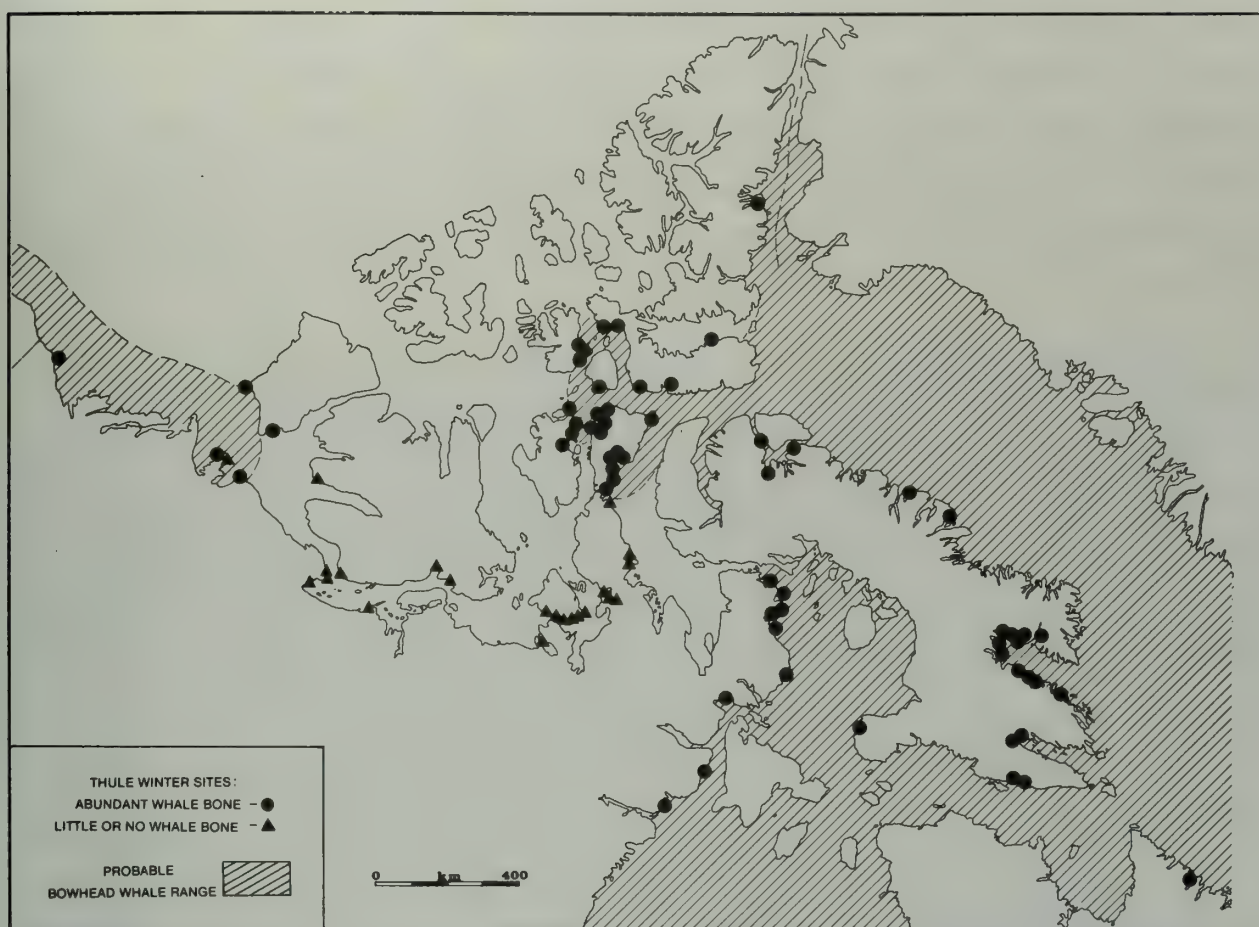 THULE WINTER SITES:
ABUNDANT WHALE BONE -
LITTLE OR NO WHALE BONE -
PROBABLE
BOWHEAD WHALE RANGE
0 km 400